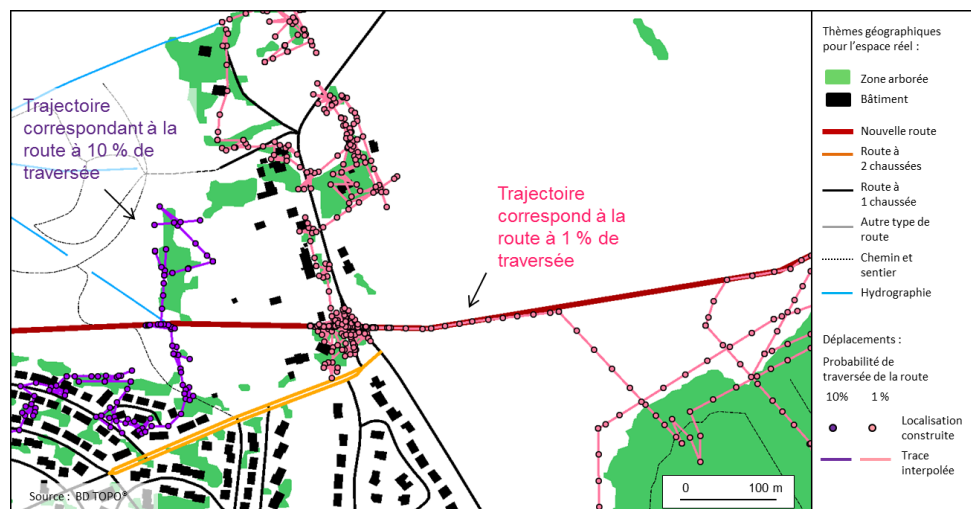 Trajectoire
correspondant à la
route à 10 % de
traversée
Trajectoire
correspond à la
route à 1 % de
traversée
Source : BD TOPO®
0 100 m
Thèmes géographiques
pour l'espace réel :
Zone arborée
Bâtiment
Nouvelle route
Route à
2 chaussées
Route à
1 chaussée
Autre type de
route
Chemin et
sentier
Hydrographie
Déplacements :
Probabilité de
traversée de la route
10% 1 %
Localisation
construite
Trace
interpolée